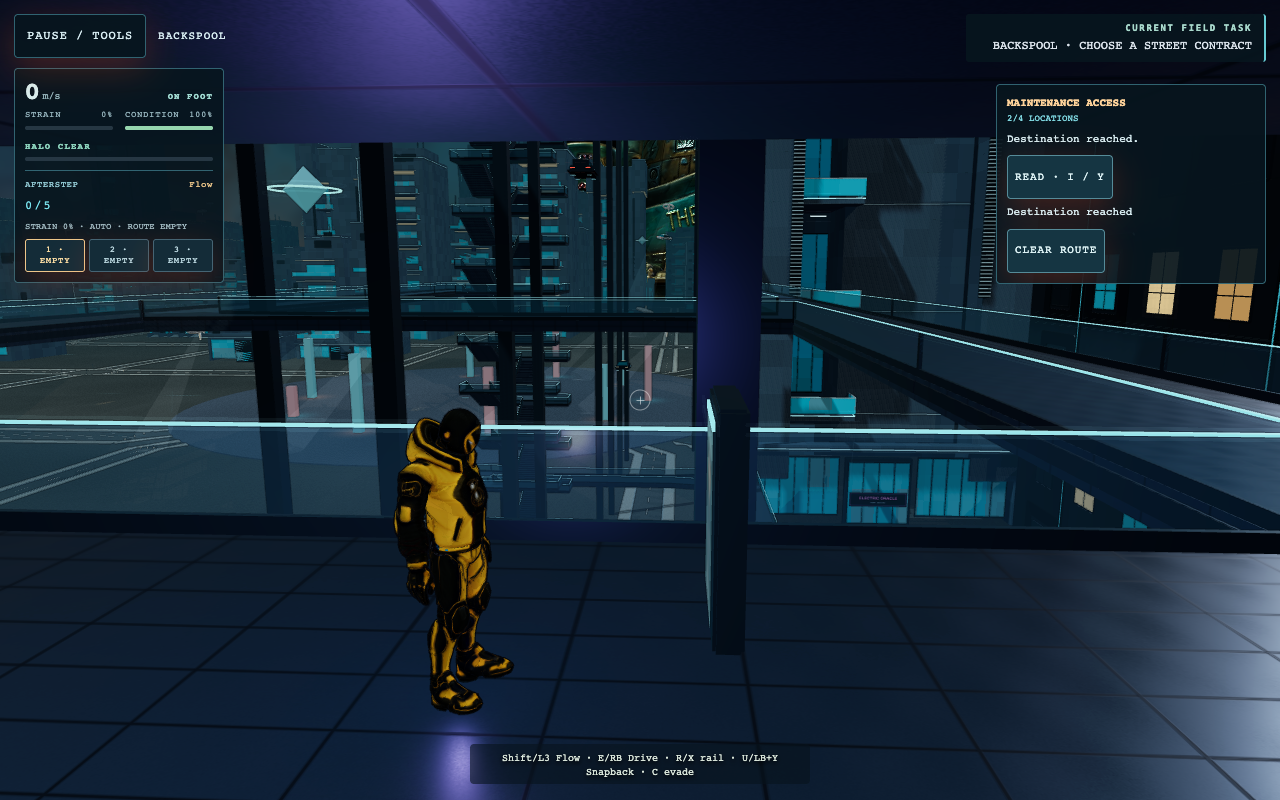 PAUSE / TOOLS
BACKSPOOL
CURRENT FIELD TASK
BACKSPOOL · CHOOSE A STREET CONTRACT
0 m/s
ON FOOT
STRAIN 0%
CONDITION 100%
HALO CLEAR
AFTERSTEP
Flow
0/5
STRAIN 0% · AUTO · ROUTE EMPTY
1 ·
EMPTY
2 ·
EMPTY
3 ·
EMPTY
MAINTENANCE ACCESS
2/4 LOCATIONS
Destination reached.
READ · I / Y
Destination reached
CLEAR ROUTE
THE
Shift/L3 Flow · E/RB Drive · R/X rail · U/LB+Y
Snapback · C evade